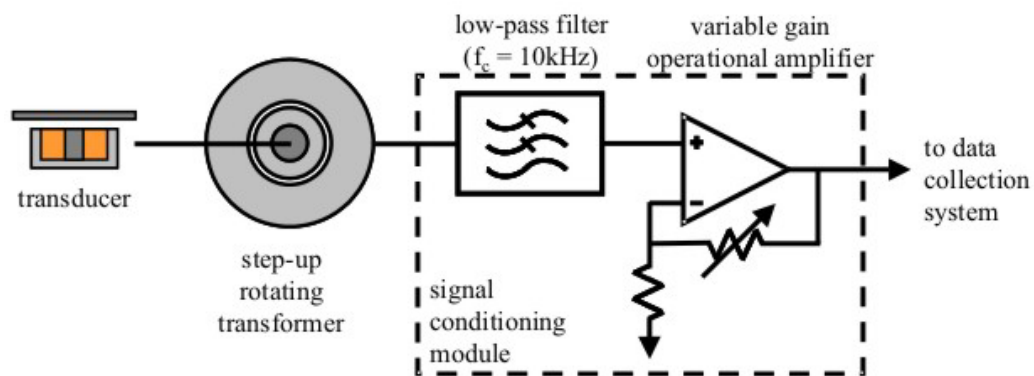 low-pass filter
(fc = 10kHz)
variable gain
operational amplifier
transducer
step-up
rotating
transformer
signal
conditioning
module
+
−
to data
collection
system